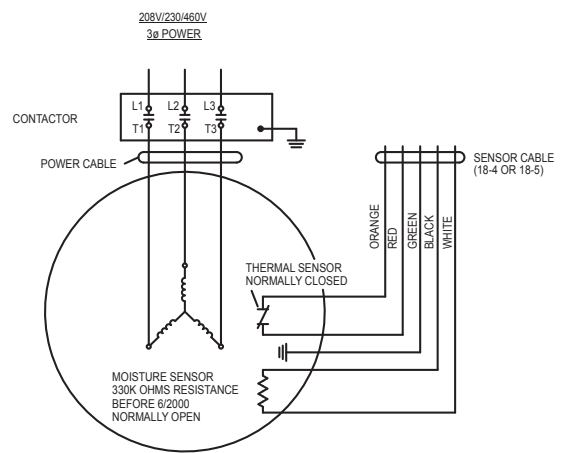 208V/230/460V
3ø POWER
L1 L2 L3
CONTACTOR
T1 T2 T3
POWER CABLE
SENSOR CABLE
(18-4 OR 18-5)
ORANGE
RED
GREEN
BLACK
WHITE
THERMAL SENSOR
NORMALLY CLOSED
MOISTURE SENSOR
330K OHMS RESISTANCE
BEFORE 6/2000
NORMALLY OPEN